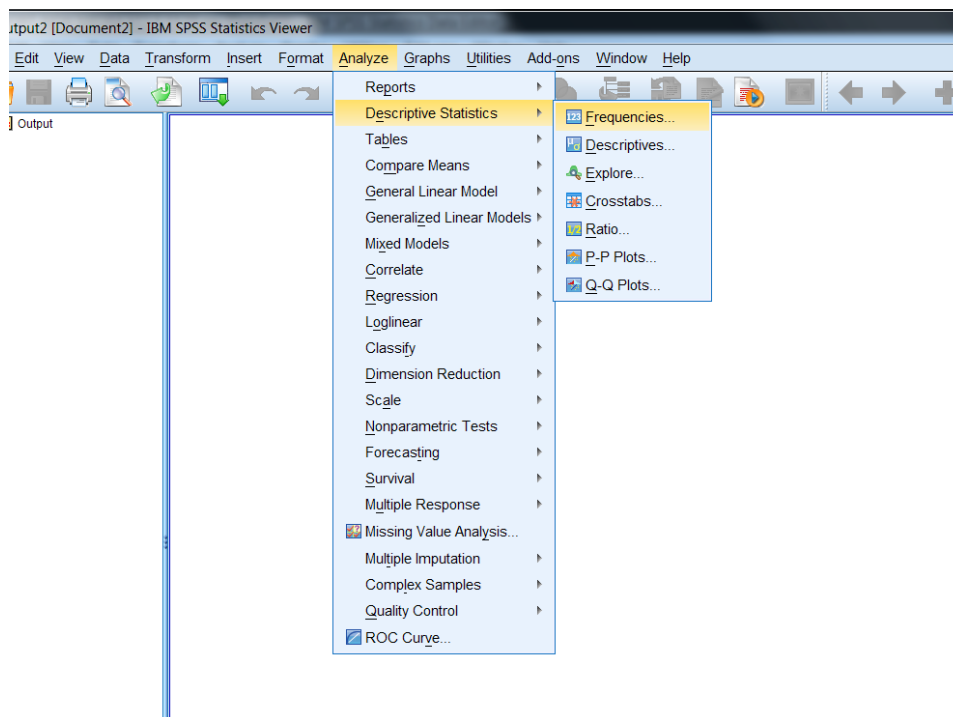 utput2 [Document2] - IBM SPSS Statistics Viewer
Edit View Data Transform Insert Format Analyze Graphs Utilities Add-ons Window Help
Output
Reports
Descriptive Statistics
Tables
Compare Means
General Linear Model
Generalized Linear Models
Mixed Models
Correlate
Regression
Loglinear
Classify
Dimension Reduction
Scale
Nonparametric Tests
Forecasting
Survival
Multiple Response
Missing Value Analysis...
Multiple Imputation
Complex Samples
Quality Control
ROC Curve...
123 Frequencies...
Descriptives...
Explore...
Crosstabs...
1/2 Ratio...
P-P Plots...
Q-Q Plots...